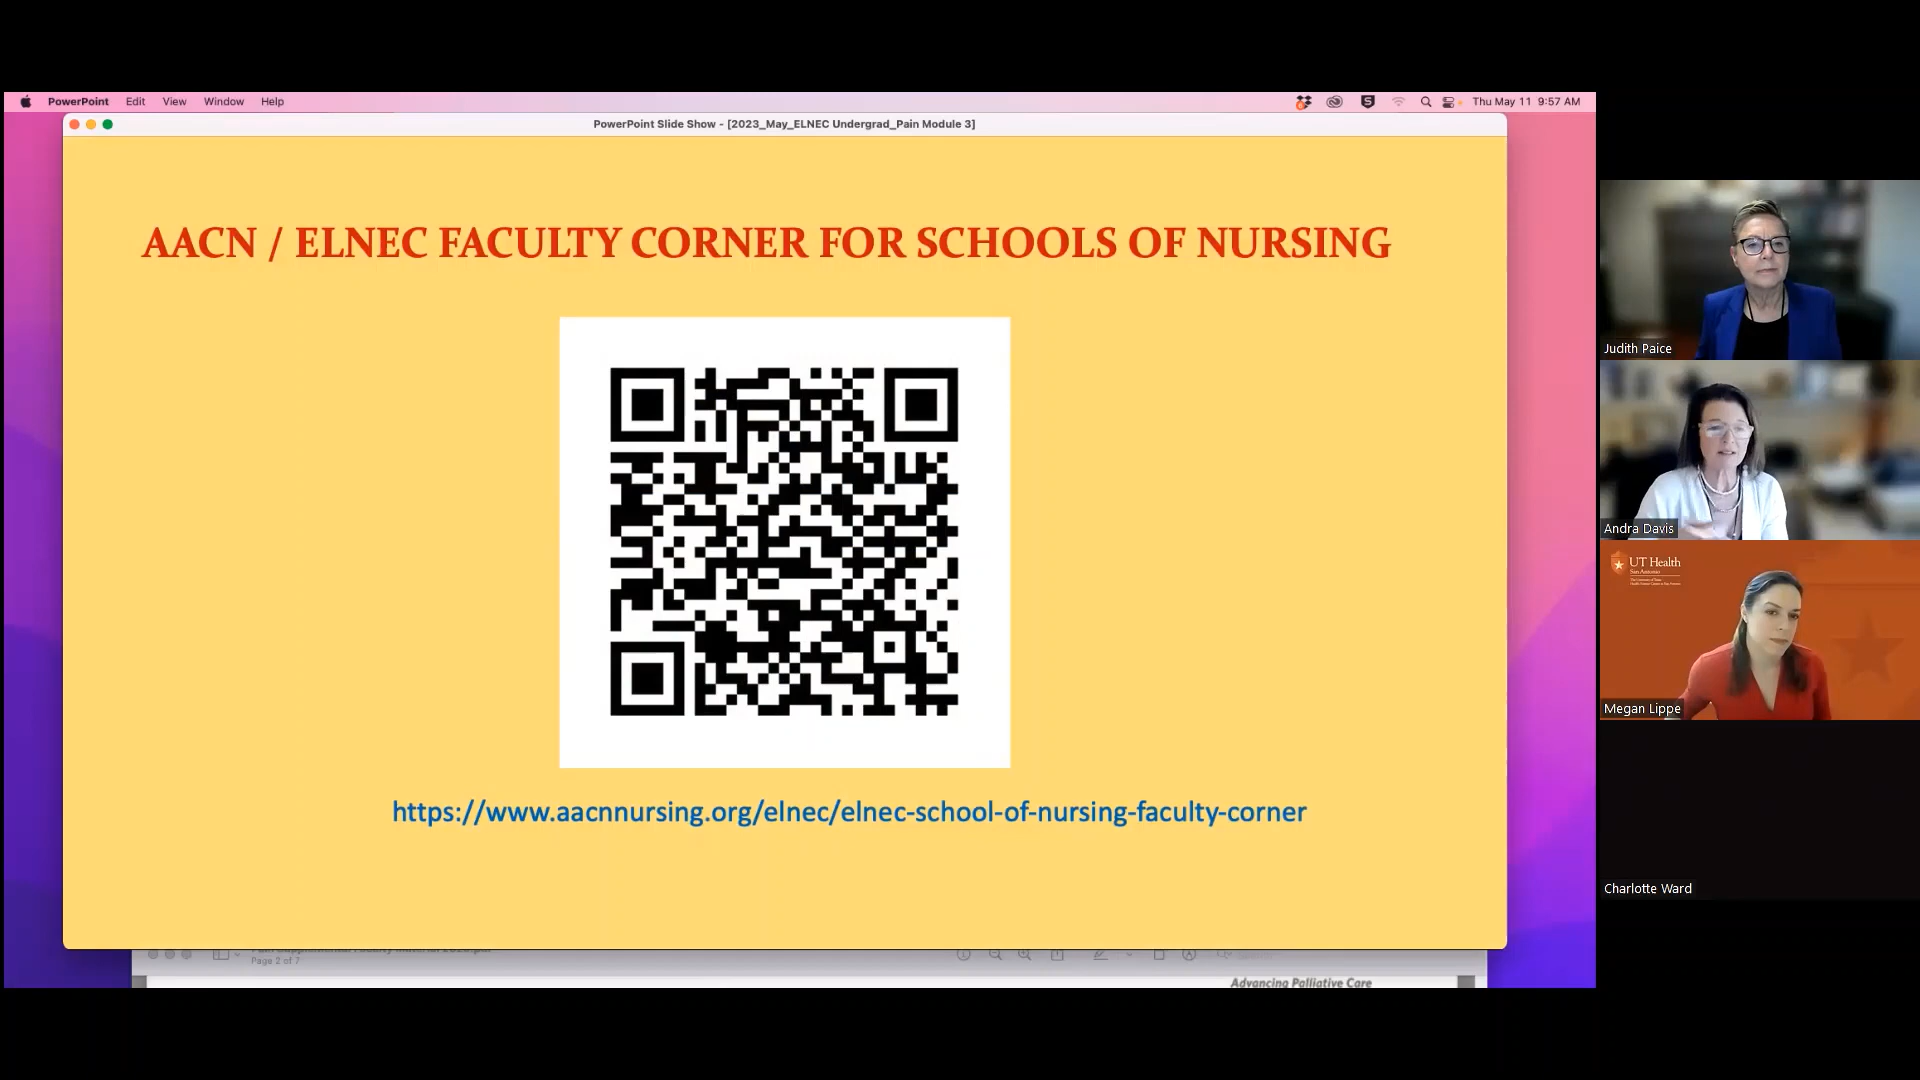 PowerPoint Edit View Window Help
Thu May 11 9:57 AM
PowerPoint Slide Show - [2023_May_ELNEC Undergrad_Pain Module 3]
AACN / ELNEC FACULTY CORNER FOR SCHOOLS OF NURSING
https://www.aacnnursing.org/elnec/elnec-school-of-nursing-faculty-corner
Page 2 of 7
Advancing Palliative Care
Judith Paice
Andra Davis
UT Health
San Antonio
Megan Lippe
Charlotte Ward